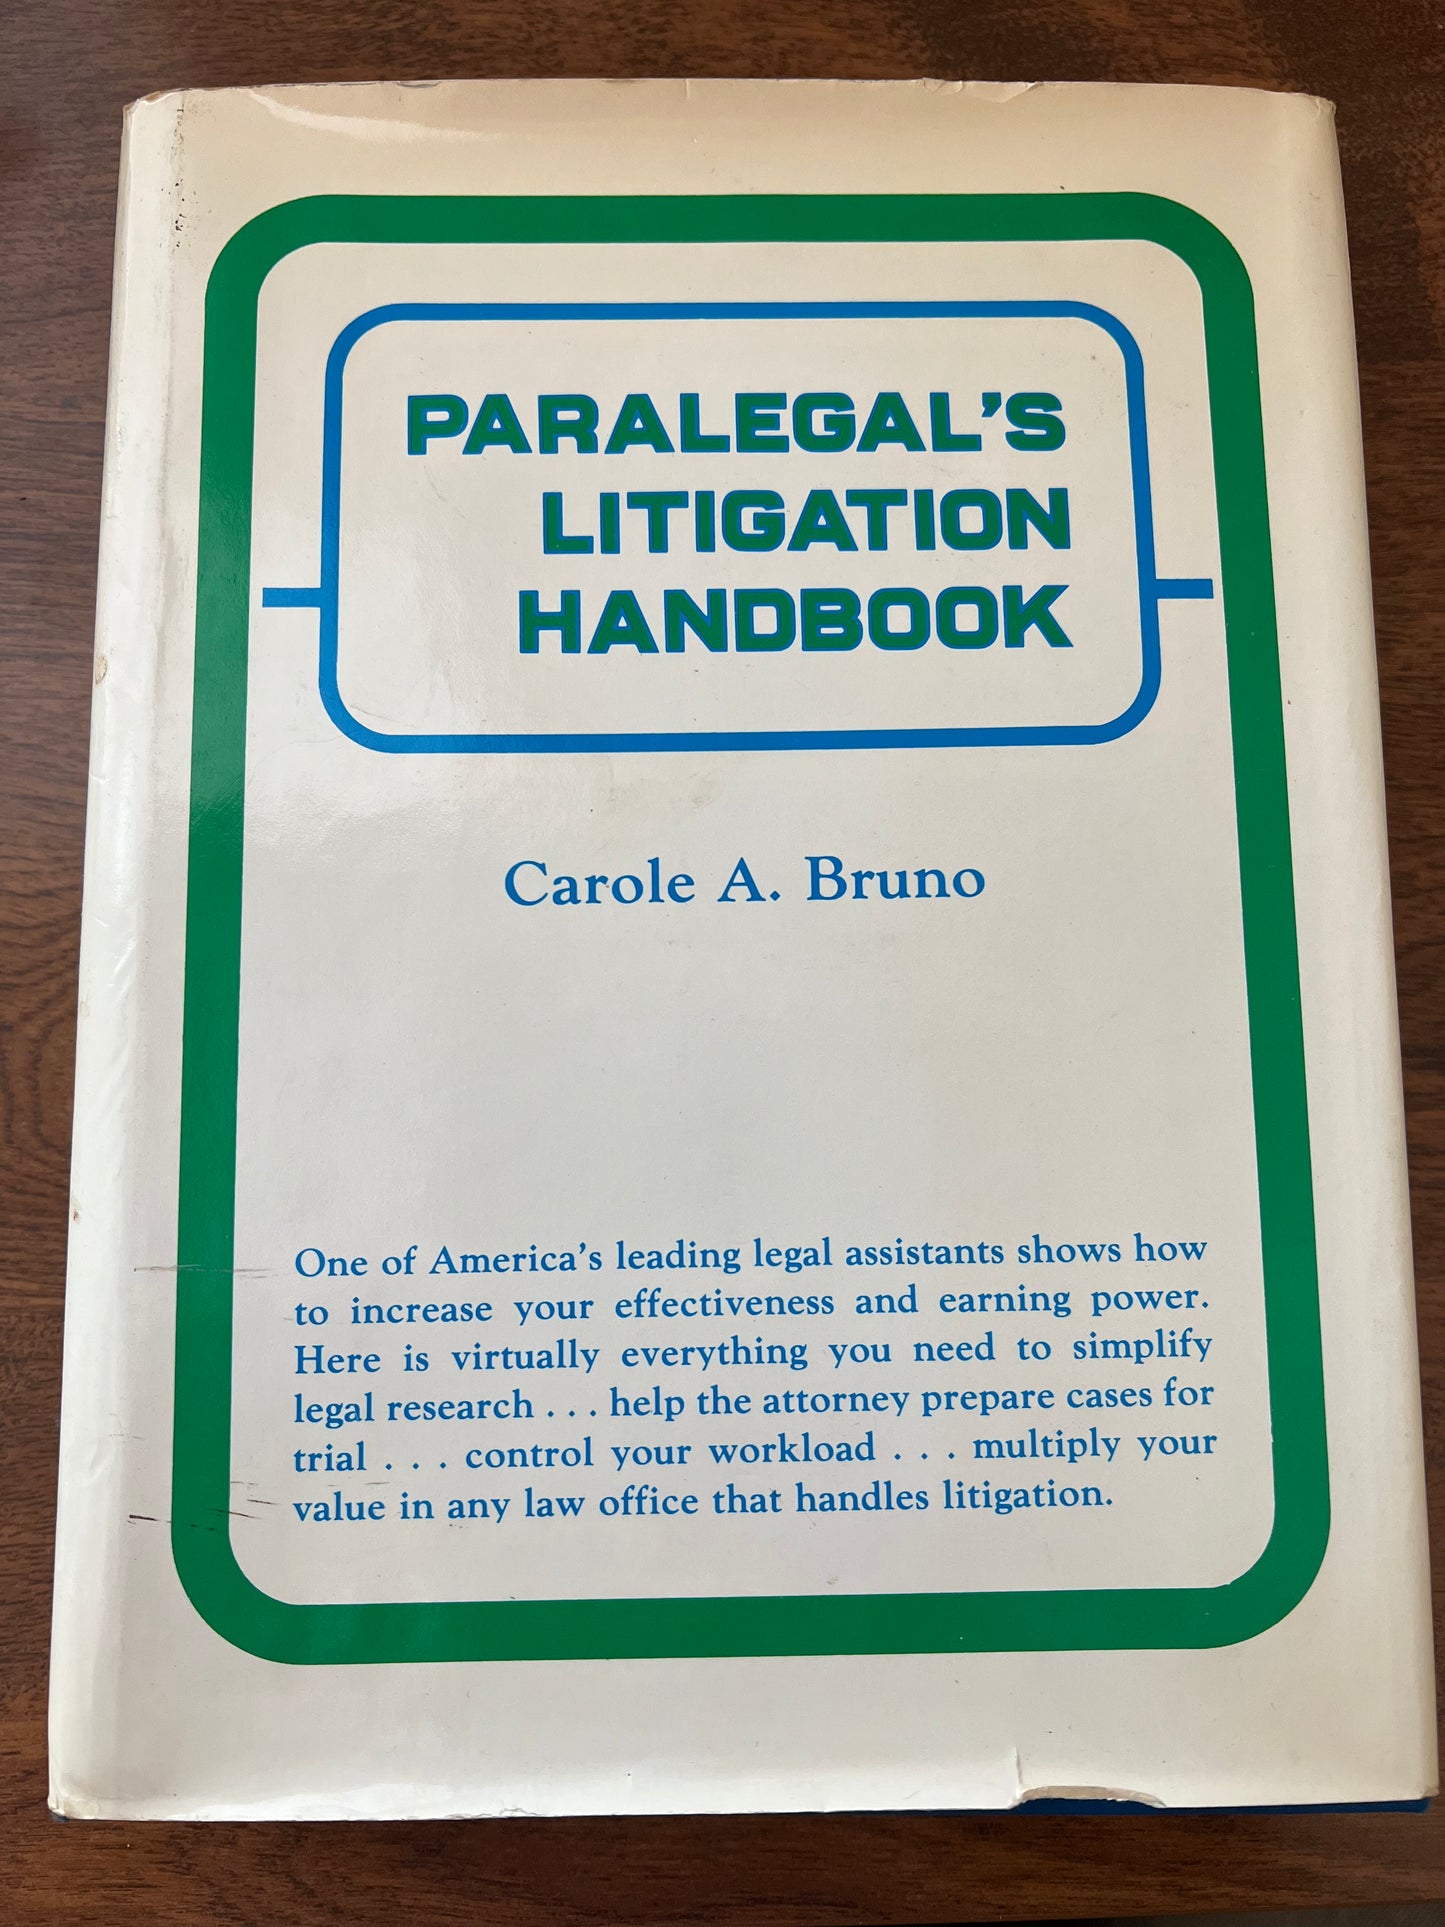 PARALEGAL'S
LITIGATION
HANDBOOK
Carole A. Bruno
One of America's leading legal assistants shows how
to increase your effectiveness and earning power.
Here is virtually everything you need to simplify
legal research . . . help the attorney prepare cases for
trial . . . control your workload . . . multiply your
value in any law office that handles litigation.